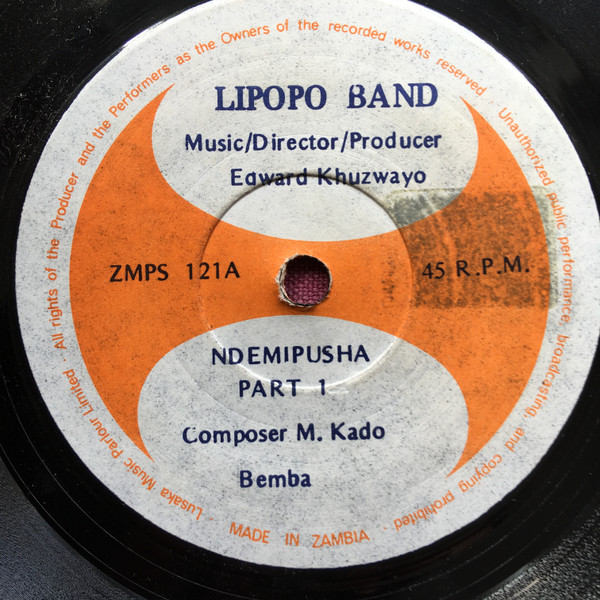 LIPOPO BAND
Music/Director/Producer
Edward Khuzwayo
ZMPS 121A
45 R.P.M.
NDEMIPUSHA
PART 1
Composer M. Kado
Bemba
Lusaka Music Parlour Limited · All rights of the Producer and the Performers as the Owners of the recorded works reserved · Unauthorized public performance, broadcasting, and copying prohibited ·
MADE IN ZAMBIA